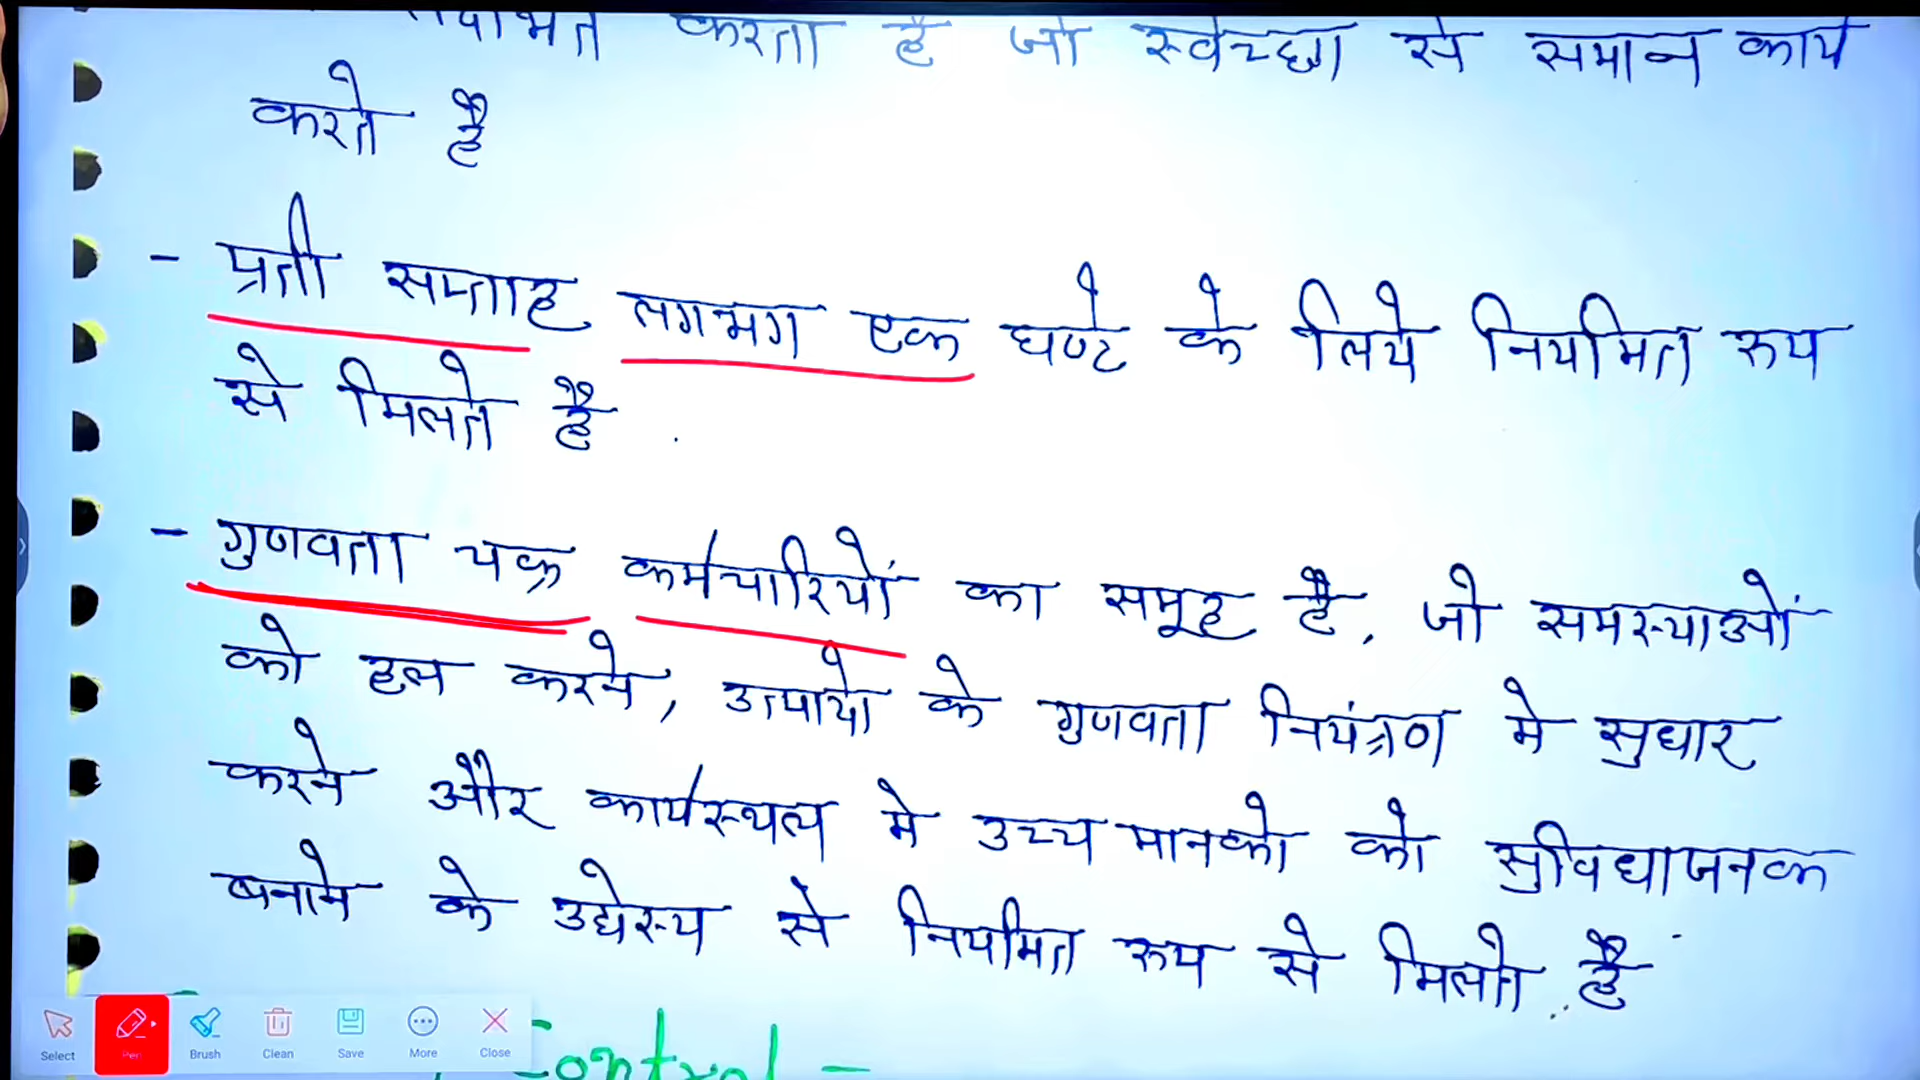 करता है जो स्वेच्छा से समान कार्य
करते है
- प्रती सप्ताह लगभग एक घण्टे के लिये नियमित रूप
से मिलते है
- गुणवता चक्र कर्मचारियों का समूह है, जो समस्याओं
को हल करने, उत्पादो के गुणवता नियंत्रण मे सुधार
करने और कार्यस्थल मे उच्च मानको को सुविधाजनक
बनाने के उद्येस्य से नियमित रूप से मिलते है
Control -
Select Pen Brush Clean Save More Close